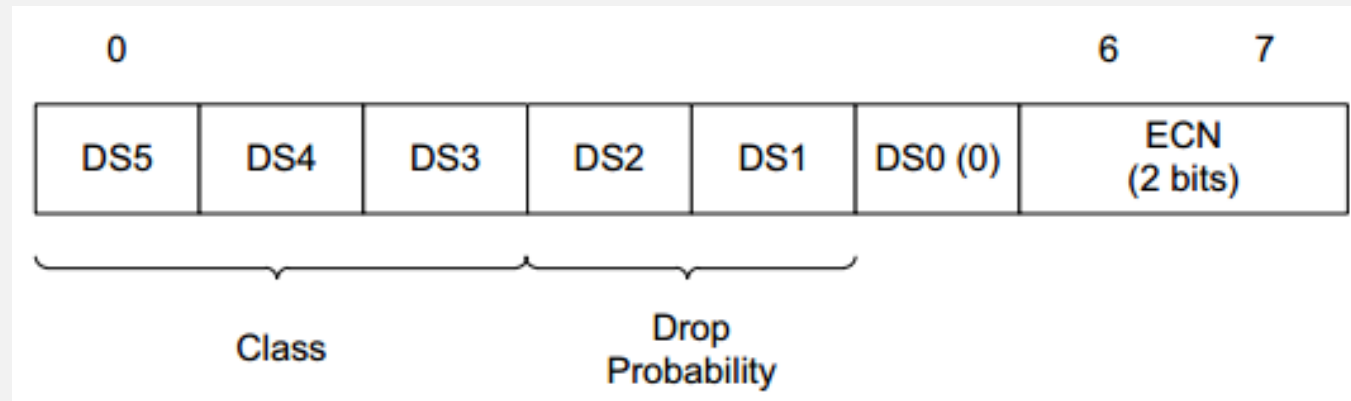 0 6 7
DS5 DS4 DS3 DS2 DS1 DS0 (0) ECN
(2 bits)
Class Drop
Probability